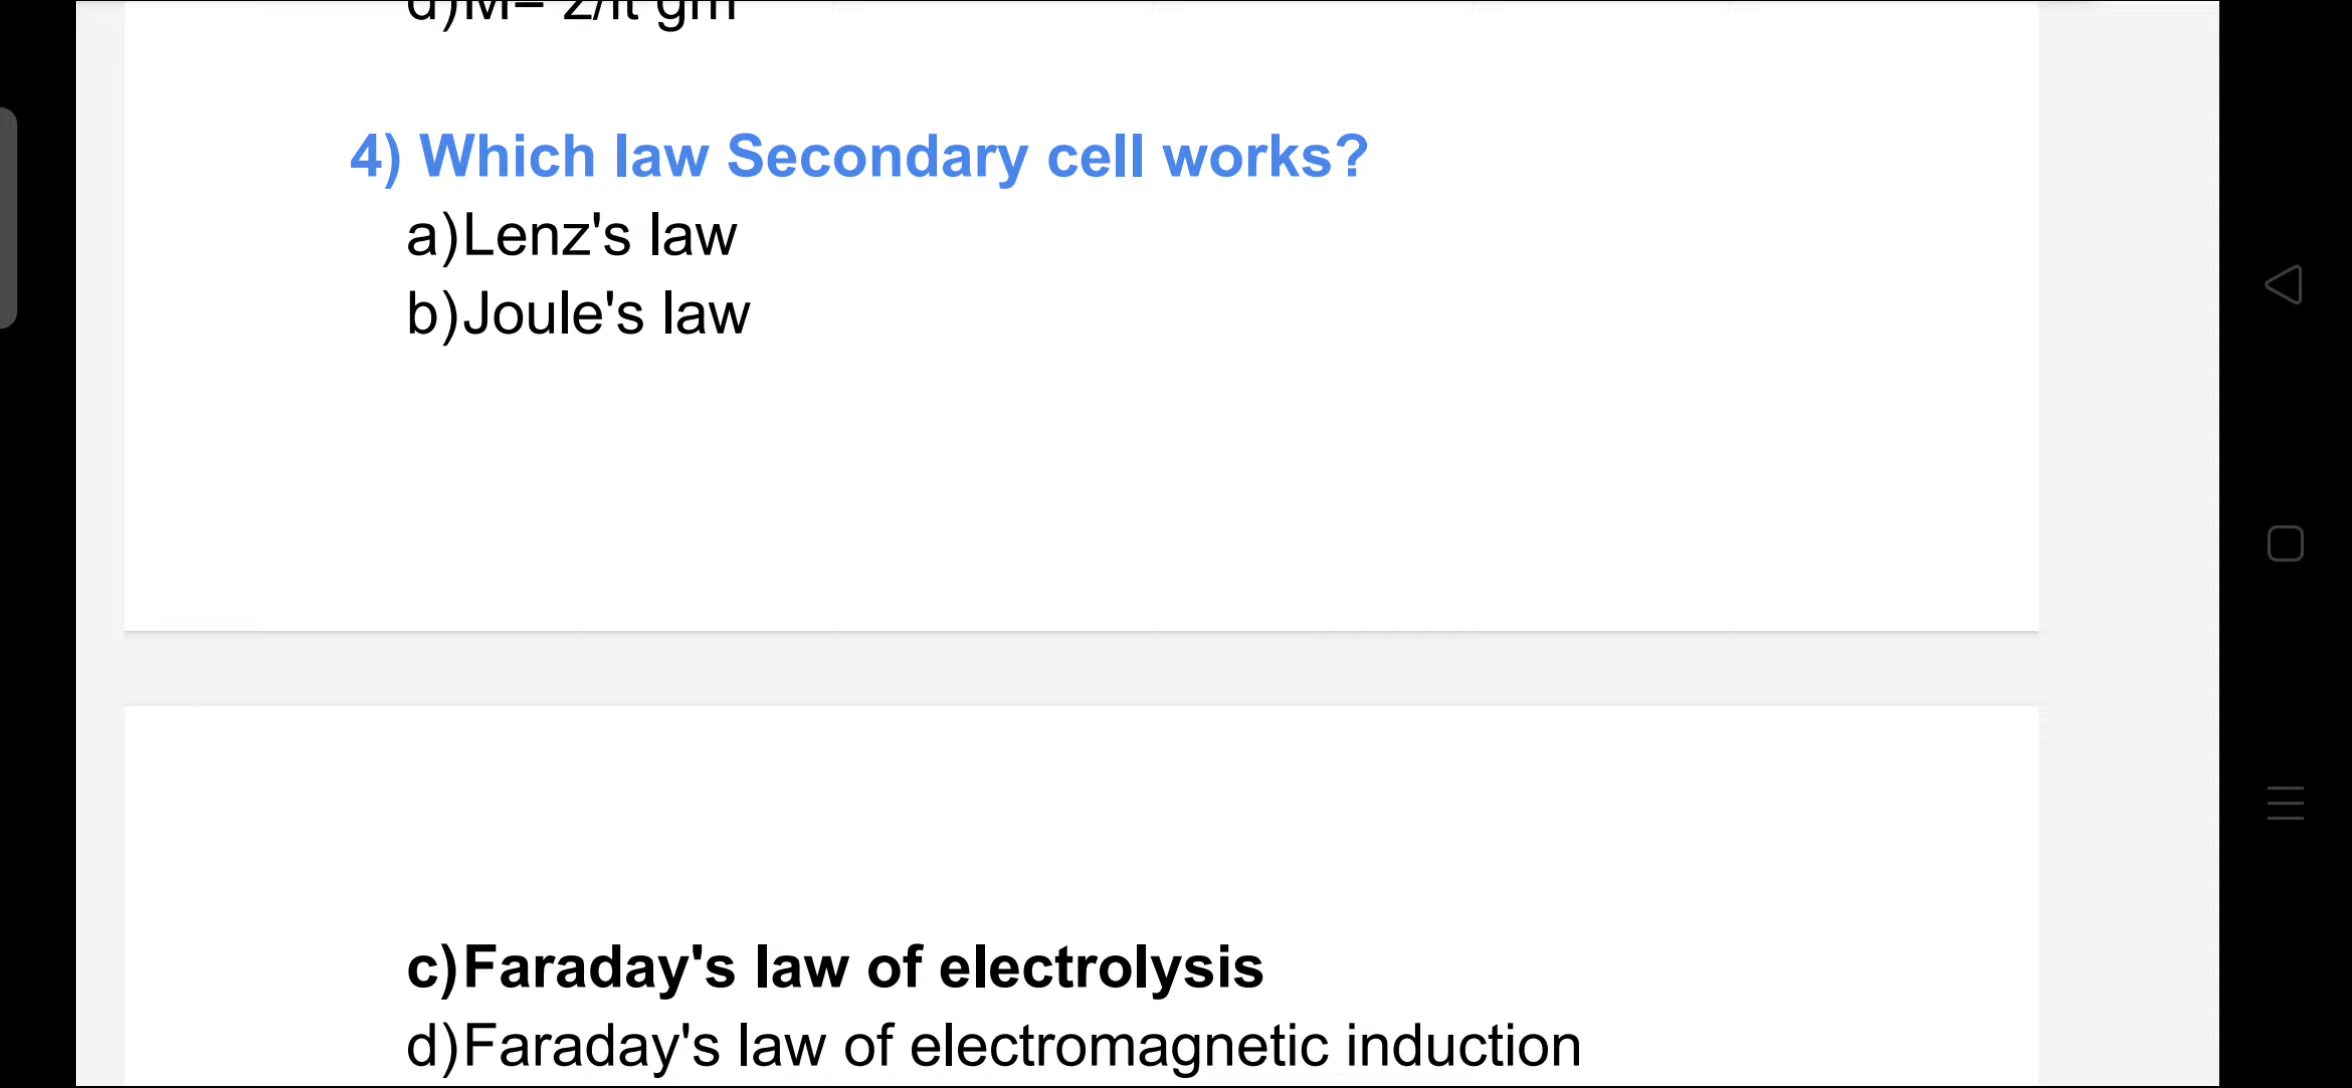 4) Which law Secondary cell works?
a)Lenz's law
b)Joule's law
c)Faraday's law of electrolysis
d)Faraday's law of electromagnetic induction